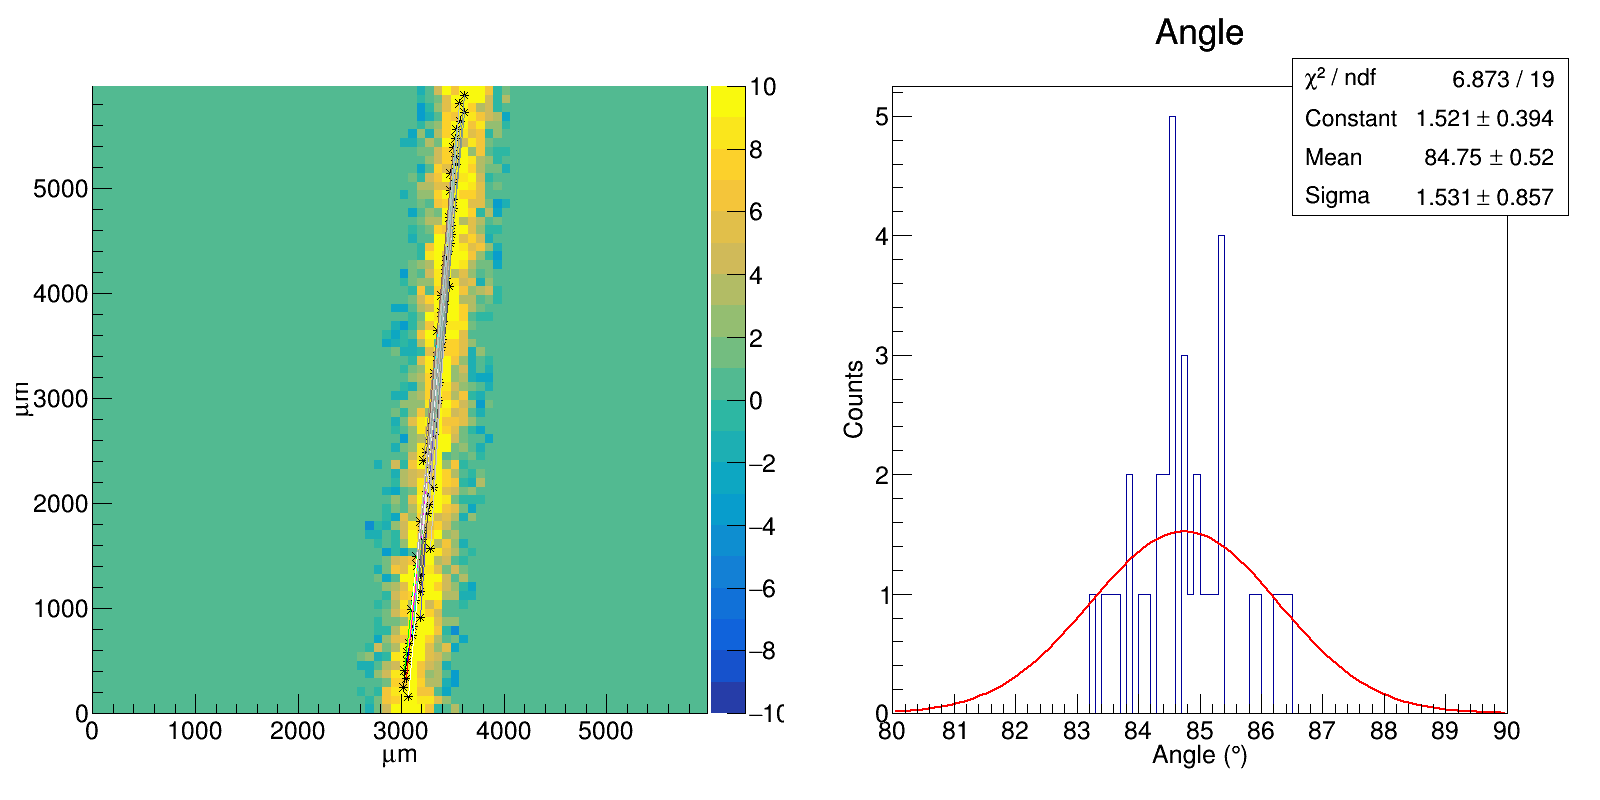 Angle
χ² / ndf 6.873 / 19
Constant 1.521 ± 0.394
Mean 84.75 ± 0.52
Sigma 1.531 ± 0.857
5000
4000
3000
2000
1000
0
μm
0 1000 2000 3000 4000 5000
μm
10
8
6
4
2
0
−2
−4
−6
−8
−10
5
4
3
2
1
0
Counts
80 81 82 83 84 85 86 87 88 89 90
Angle (°)